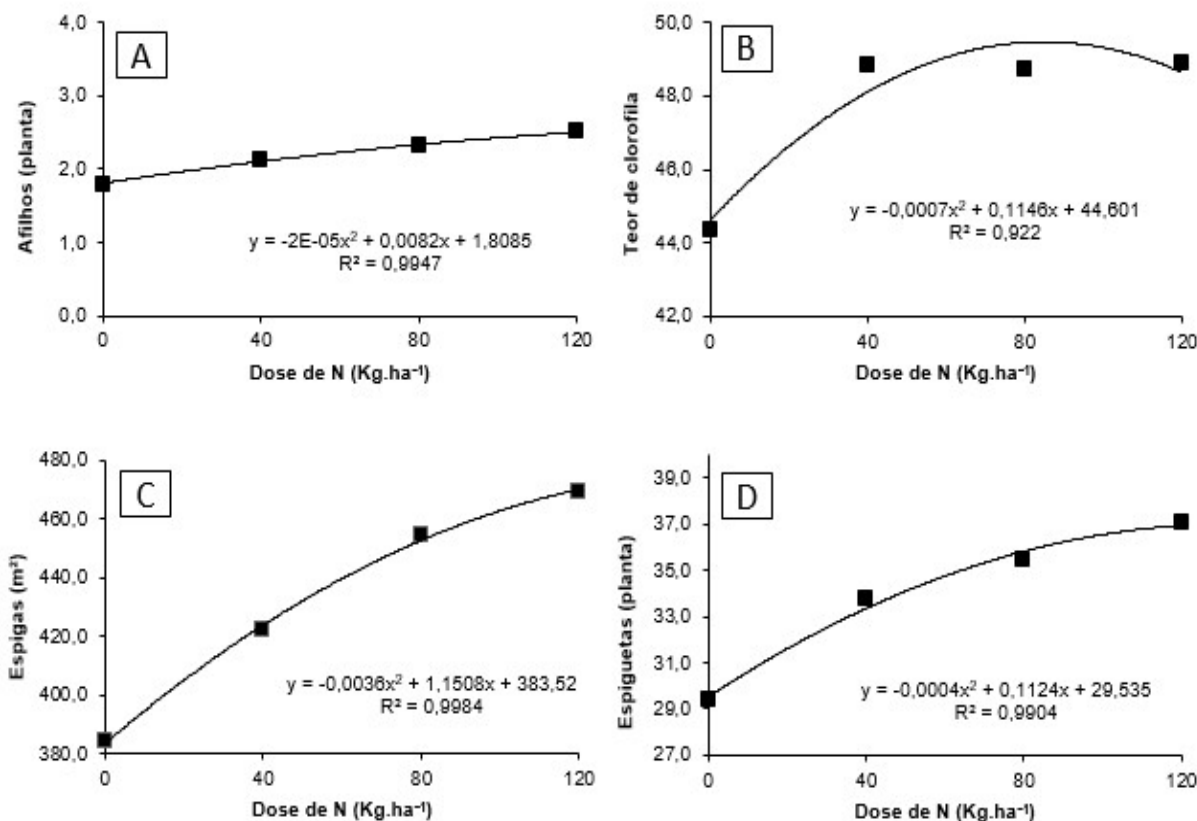 A
Afilhos (planta)
4,0
3,0
2,0
1,0
0,0
y = -2E-05x² + 0,0082x + 1,8085
R² = 0,9947
0 40 80 120
Dose de N (Kg.ha⁻¹)
B
Teor de clorofila
50,0
48,0
46,0
44,0
42,0
y = -0,0007x² + 0,1146x + 44,601
R² = 0,922
0 40 80 120
Dose de N (Kg.ha⁻¹)
C
Espigas (m²)
480,0
460,0
440,0
420,0
400,0
380,0
y = -0,0036x² + 1,1508x + 383,52
R² = 0,9984
0 40 80 120
Dose de N (Kg.ha⁻¹)
D
Espiguetas (planta)
39,0
37,0
35,0
33,0
31,0
29,0
27,0
y = -0,0004x² + 0,1124x + 29,535
R² = 0,9904
0 40 80 120
Dose de N (Kg.ha⁻¹)